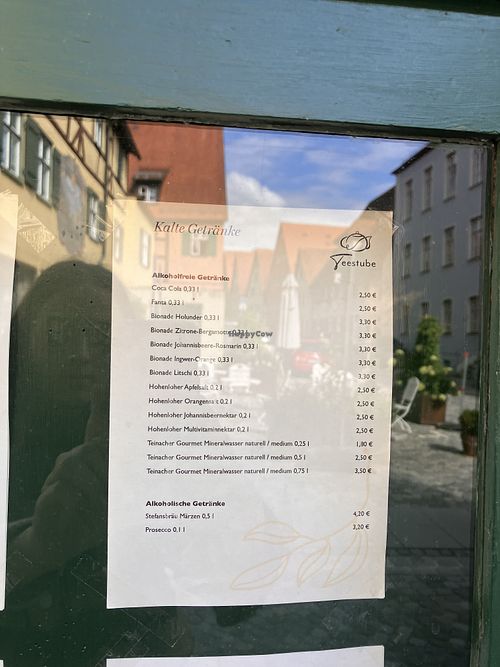 Kalte Getränke
Teestube
Alkoholfreie Getränke
Coca Cola 0,33 l 2,50 €
Fanta 0,33 l 2,50 €
Bionade Holunder 0,33 l 3,30 €
Bionade Zitrone-Bergamotte 0,33 l 3,30 €
HappyCow
Bionade Johannisbeere-Rosmarin 0,33 l 3,30 €
Bionade Ingwer-Orange 0,33 l 3,30 €
Bionade Litschi 0,33 l 3,30 €
Hohenloher Apfelsaft 0,2 l 2,50 €
Hohenloher Orangensaft 0,2 l 2,50 €
Hohenloher Johannisbeernektar 0,2 l 2,50 €
Hohenloher Multivitaminnektar 0,2 l 2,50 €
Teinacher Gourmet Mineralwasser naturell / medium 0,25 l 1,80 €
Teinacher Gourmet Mineralwasser naturell / medium 0,5 l 2,50 €
Teinacher Gourmet Mineralwasser naturell / medium 0,75 l 3,50 €
Alkoholische Getränke
Stefansbräu Märzen 0,5 l 4,20 €
Prosecco 0,1 l 3,20 €